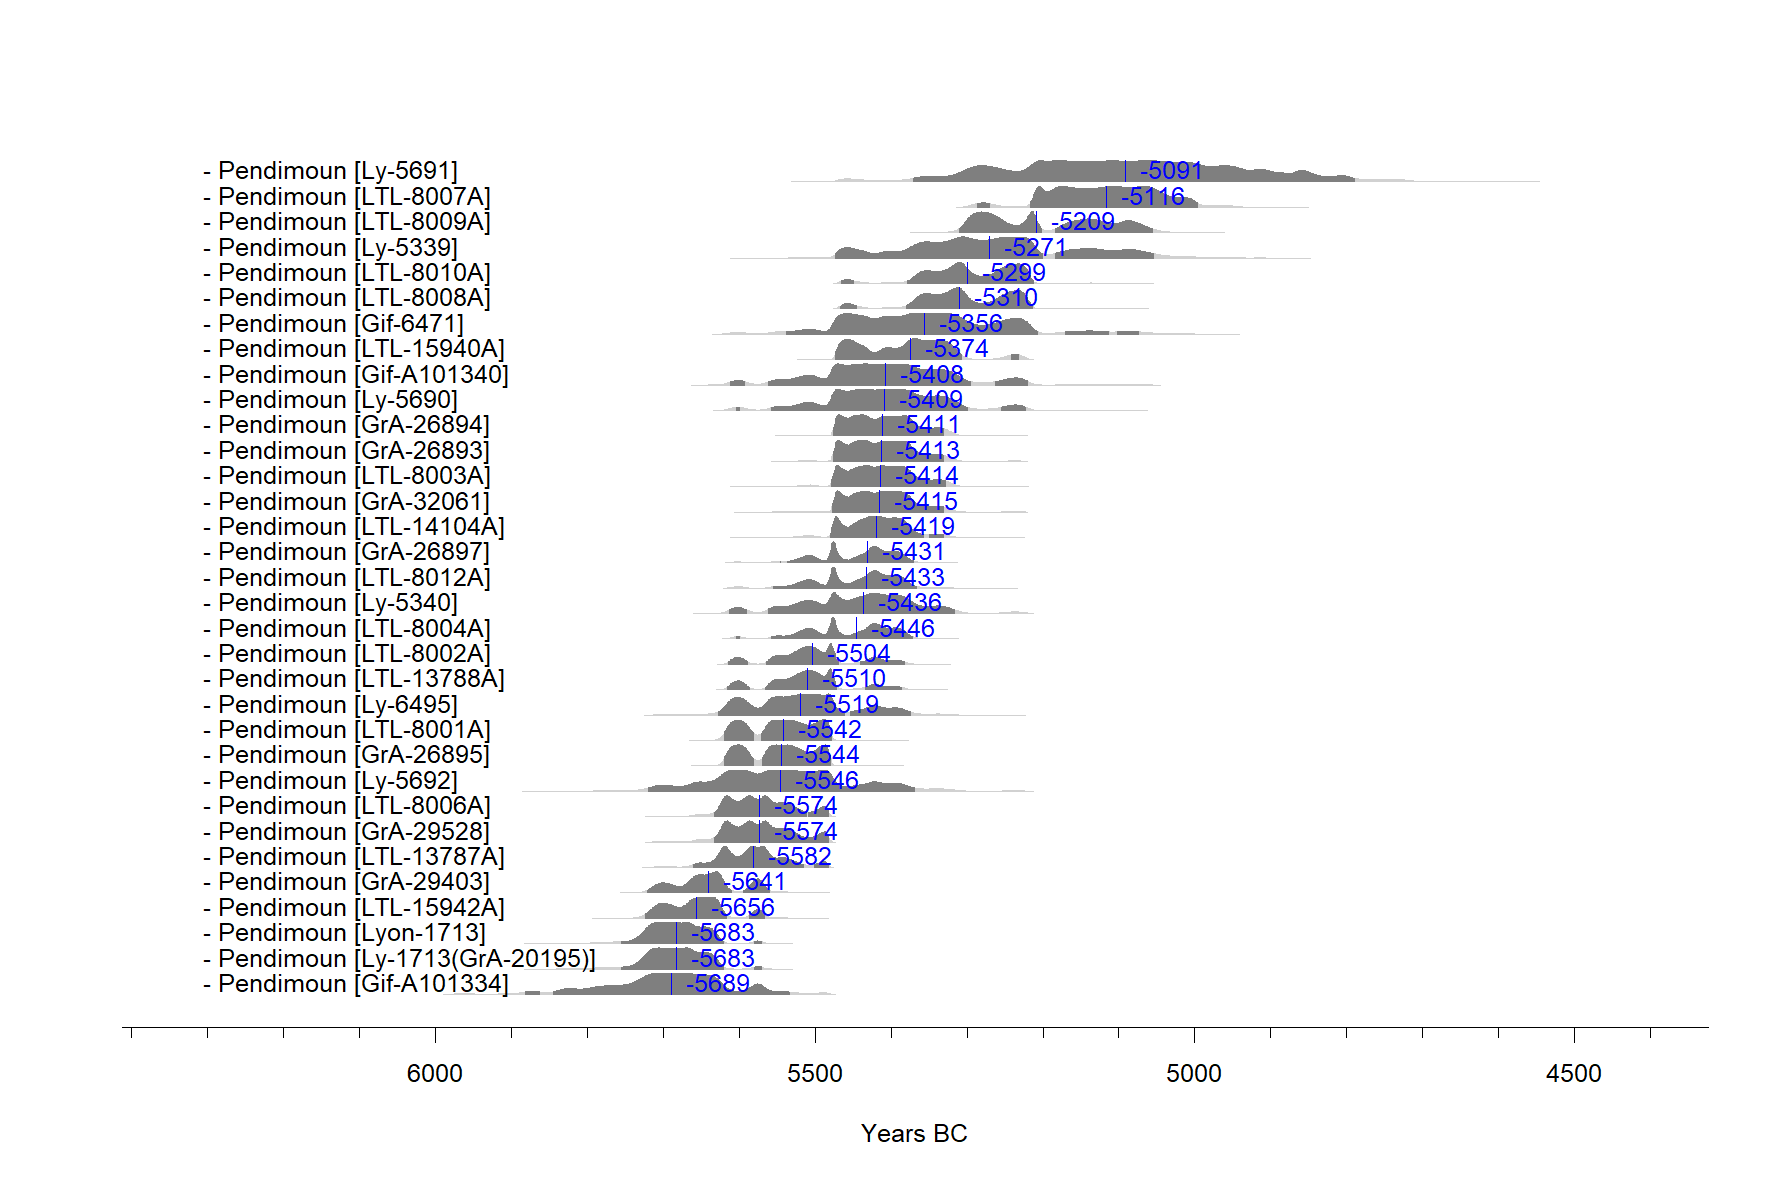 - Pendimoun [Ly-5691] -5091
- Pendimoun [LTL-8007A] -5116
- Pendimoun [LTL-8009A] -5209
- Pendimoun [Ly-5339] -5271
- Pendimoun [LTL-8010A] -5299
- Pendimoun [LTL-8008A] -5310
- Pendimoun [Gif-6471] -5356
- Pendimoun [LTL-15940A] -5374
- Pendimoun [Gif-A101340] -5408
- Pendimoun [Ly-5690] -5409
- Pendimoun [GrA-26894] -5411
- Pendimoun [GrA-26893] -5413
- Pendimoun [LTL-8003A] -5414
- Pendimoun [GrA-32061] -5415
- Pendimoun [LTL-14104A] -5419
- Pendimoun [GrA-26897] -5431
- Pendimoun [LTL-8012A] -5433
- Pendimoun [Ly-5340] -5436
- Pendimoun [LTL-8004A] -5446
- Pendimoun [LTL-8002A] -5504
- Pendimoun [LTL-13788A] -5510
- Pendimoun [Ly-6495] -5519
- Pendimoun [LTL-8001A] -5542
- Pendimoun [GrA-26895] -5544
- Pendimoun [Ly-5692] -5546
- Pendimoun [LTL-8006A] -5574
- Pendimoun [GrA-29528] -5574
- Pendimoun [LTL-13787A] -5582
- Pendimoun [GrA-29403] -5641
- Pendimoun [LTL-15942A] -5656
- Pendimoun [Lyon-1713] -5683
- Pendimoun [Ly-1713(GrA-20195)] -5683
- Pendimoun [Gif-A101334] -5689
6000 5500 5000 4500
Years BC